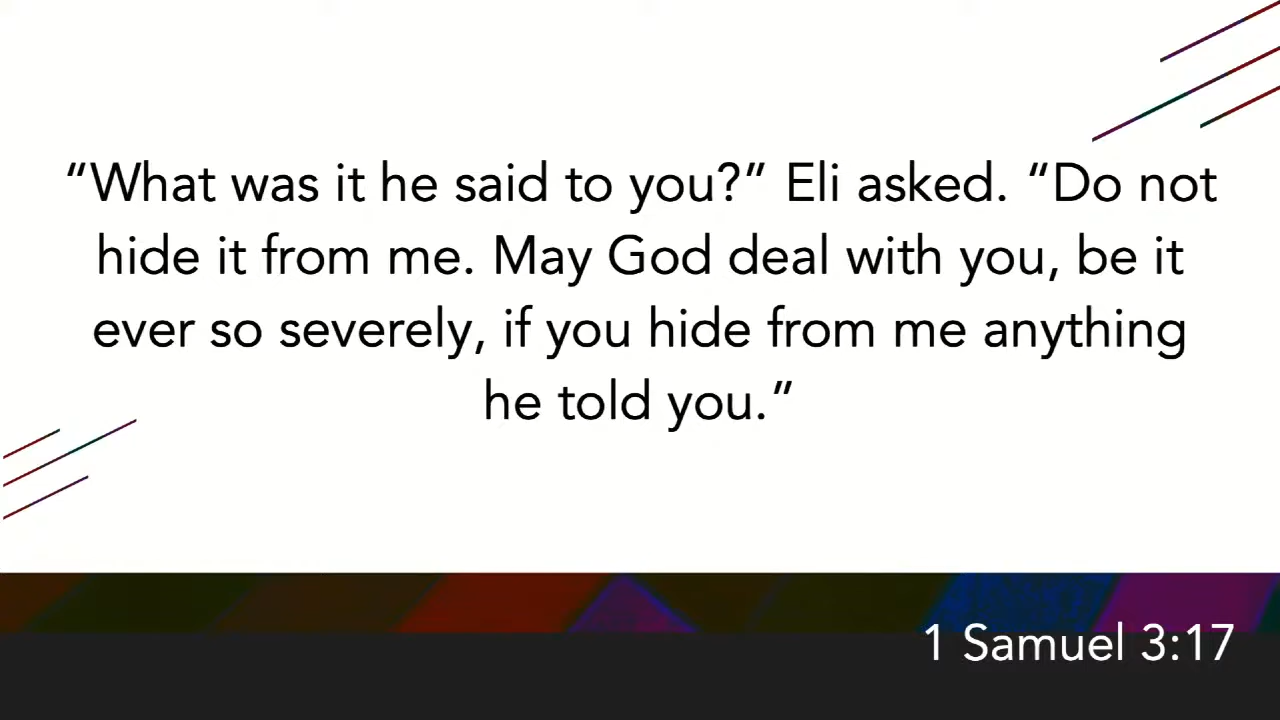 “What was it he said to you?” Eli asked. “Do not
hide it from me. May God deal with you, be it
ever so severely, if you hide from me anything
he told you.”
1 Samuel 3:17